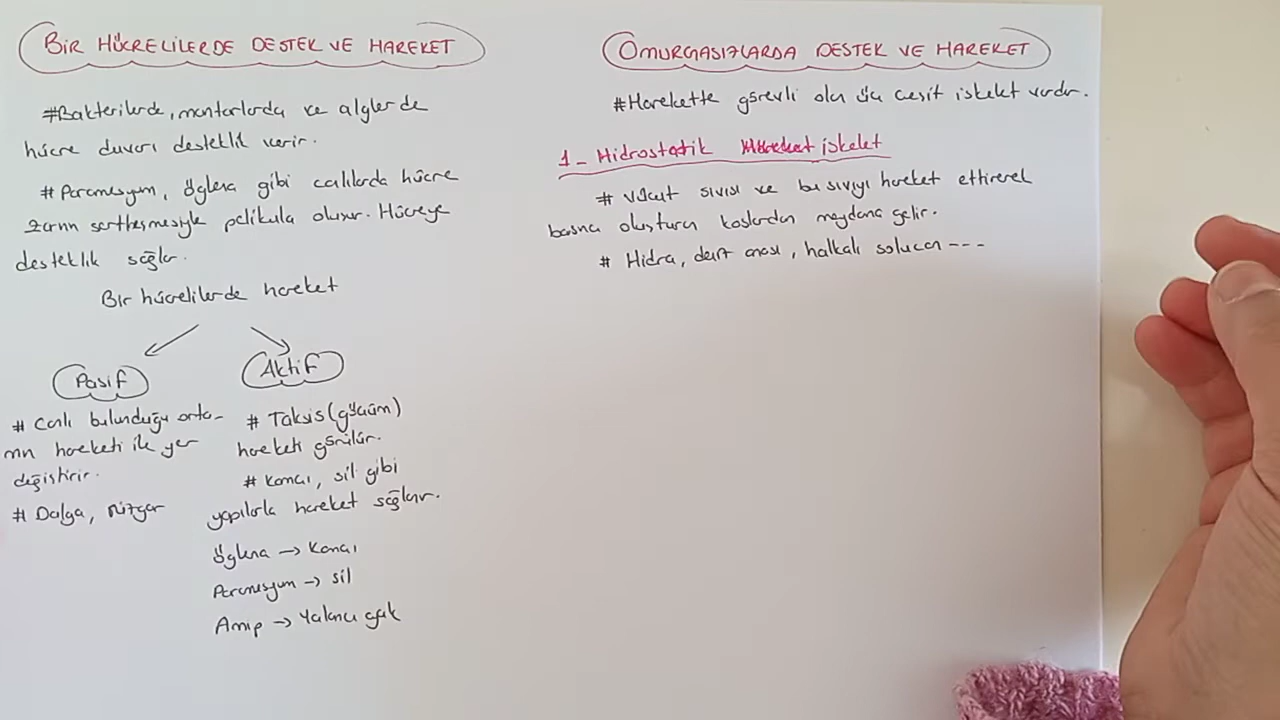 BİR HÜCRELİLERDE DESTEK VE HAREKET
#Bakterilerde, mantarlarda ve alglerde
hücre duvarı desteklik verir.
# Paramesyum, öglena gibi canlılarda hücre
zarının sertleşmesiyle pelikula oluşur. Hücreye
desteklik sağlar.
Bir hücrelilerde hareket
Pasif
# Canlı bulunduğu orta-
mın hareketi ile yer
değiştirir.
# Dalga, rüzgar
Aktif
# Taksis (göçüm)
hareketi görülür.
# Kamçı, sil gibi
yapılarla hareket sağlanır.
Öglena → Kamçı
Paramesyum → sil
Amip → Yalancı ayak
OMURGASIZLARDA DESTEK VE HAREKET
#Harekette görevli olan üç çeşit iskelet vardır.
1- Hidrostatik iskelet
# Vücut sıvısı ve bu sıvıyı hareket ettirerek
basınç oluşturan kaslardan meydana gelir.
# Hidra, deniz anası, halkalı solucan ---